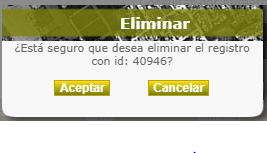 Eliminar
¿Está seguro que desea eliminar el registro
con id: 40946?
Aceptar Cancelar